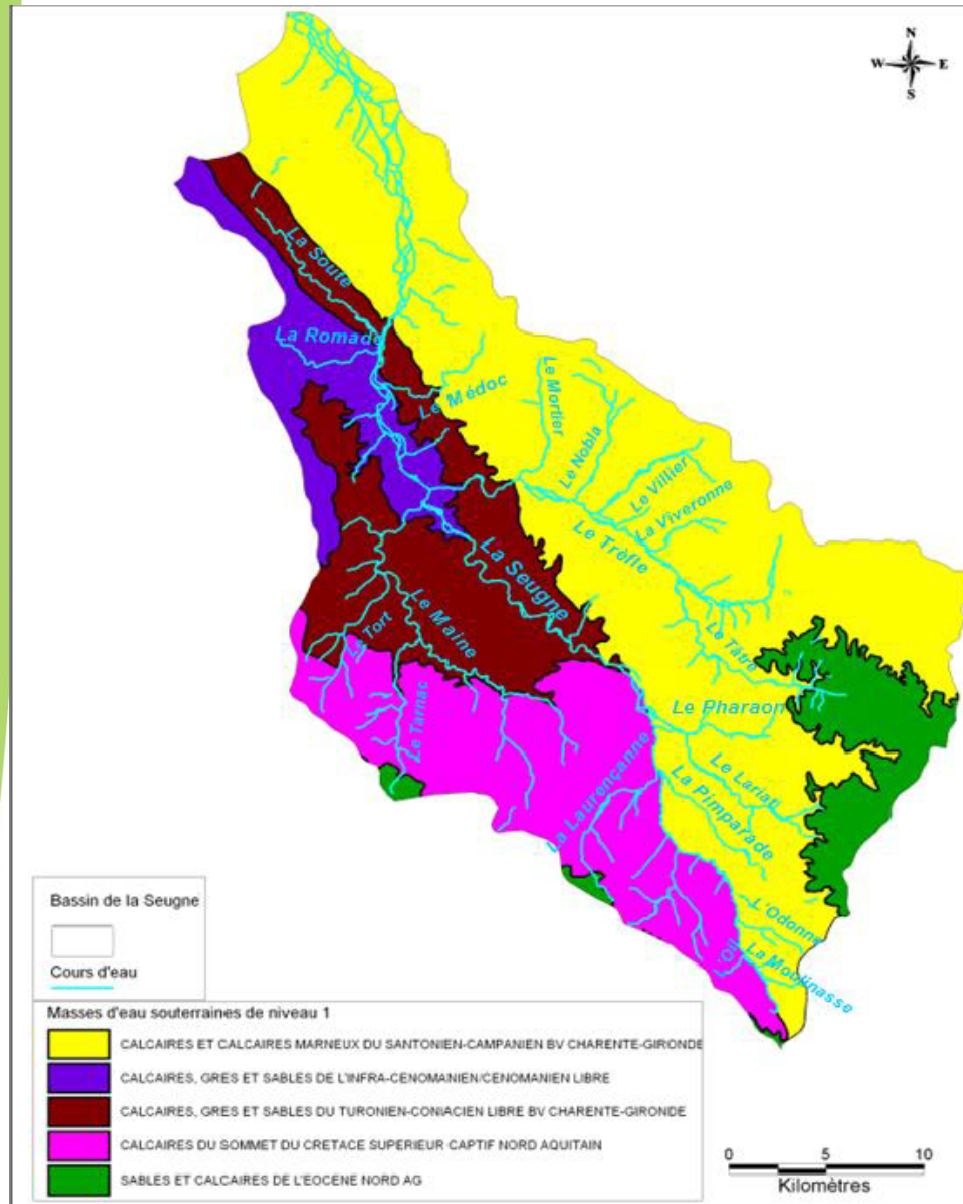 N
W E
S
La Soute
La Romade
Le Médoc
Le Mortier
Le Nobla
Le Villier
La Viveronne
Le Trèfle
La Seugne
Le Maine
Le Tort
Le Tâtre
Le Tarnac
Le Pharaon
Le Lariat
La Pimparade
La Laurençanne
L'Odonne
La Moulinasse
Bassin de la Seugne
Cours d'eau
Masses d'eau souterraines de niveau 1
CALCAIRES ET CALCAIRES MARNEUX DU SANTONIEN-CAMPANIEN BV CHARENTE-GIRONDE
CALCAIRES, GRES ET SABLES DE L'INFRA-CENOMANIEN/CENOMANIEN LIBRE
CALCAIRES, GRES ET SABLES DU TURONIEN-CONIACIEN LIBRE BV CHARENTE-GIRONDE
CALCAIRES DU SOMMET DU CRETACE SUPERIEUR CAPTIF NORD AQUITAIN
SABLES ET CALCAIRES DE L'EOCENE NORD AG
0 5 10
Kilomètres